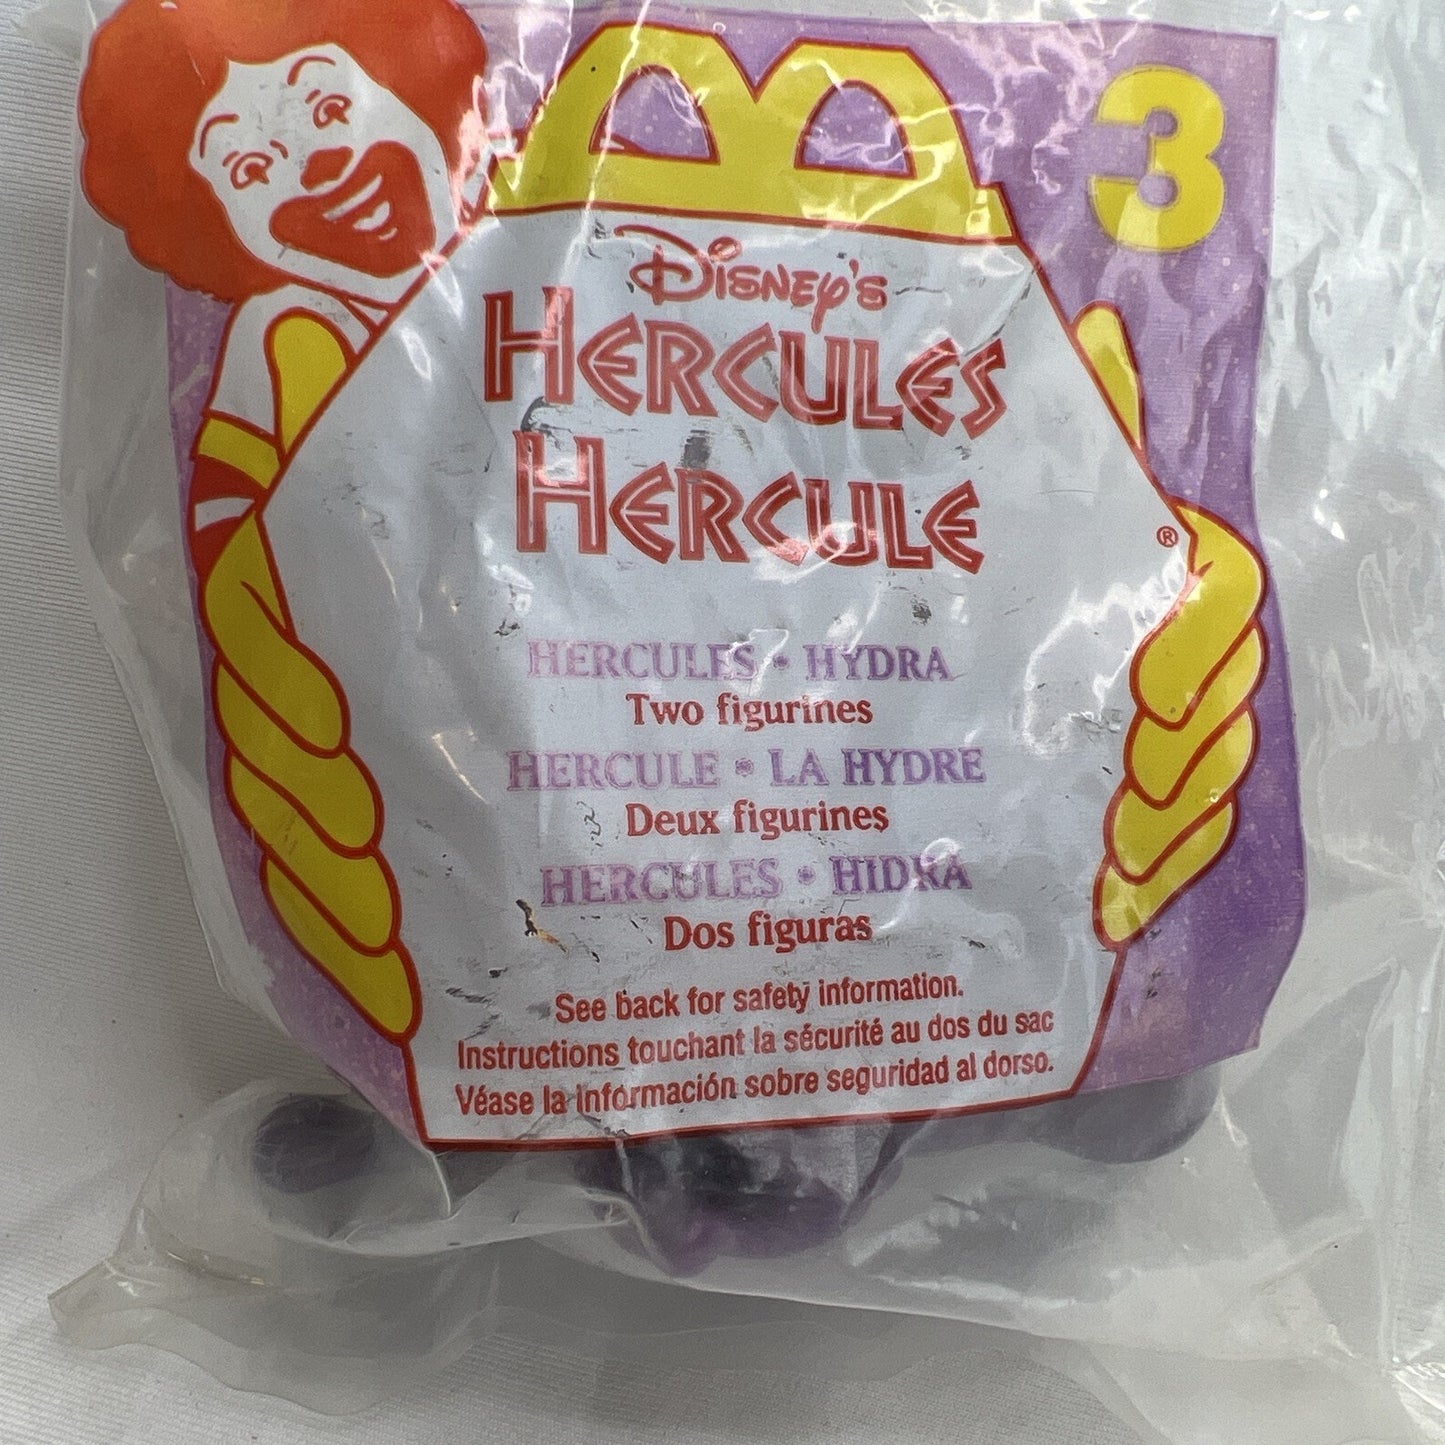 3
DISNEY'S
HERCULES
HERCULE
®
HERCULES • HYDRA
Two figurines
HERCULE • LA HYDRE
Deux figurines
HERCULES • HIDRA
Dos figuras
See back for safety information.
Instructions touchant la sécurité au dos du sac
Véase la información sobre seguridad al dorso.